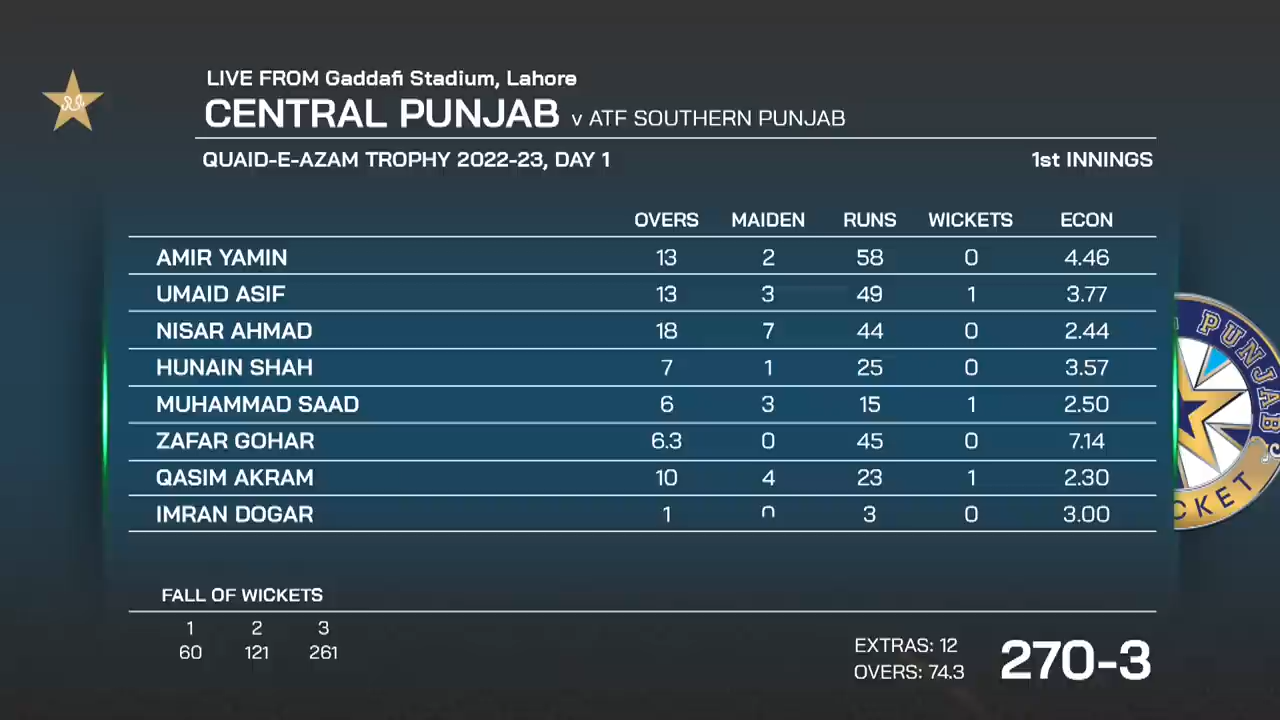 LIVE FROM Gaddafi Stadium, Lahore
CENTRAL PUNJAB v ATF SOUTHERN PUNJAB
QUAID-E-AZAM TROPHY 2022-23, DAY 1 1st INNINGS
OVERS MAIDEN RUNS WICKETS ECON
AMIR YAMIN 13 2 58 0 4.46
UMAID ASIF 13 3 49 1 3.77
NISAR AHMAD 18 7 44 0 2.44
HUNAIN SHAH 7 1 25 0 3.57
MUHAMMAD SAAD 6 3 15 1 2.50
ZAFAR GOHAR 6.3 0 45 0 7.14
QASIM AKRAM 10 4 23 1 2.30
IMRAN DOGAR 1 0 3 0 3.00
PUNJAB
FALL OF WICKETS
1 2 3
60 121 261
EXTRAS: 12
OVERS: 74.3
270-3